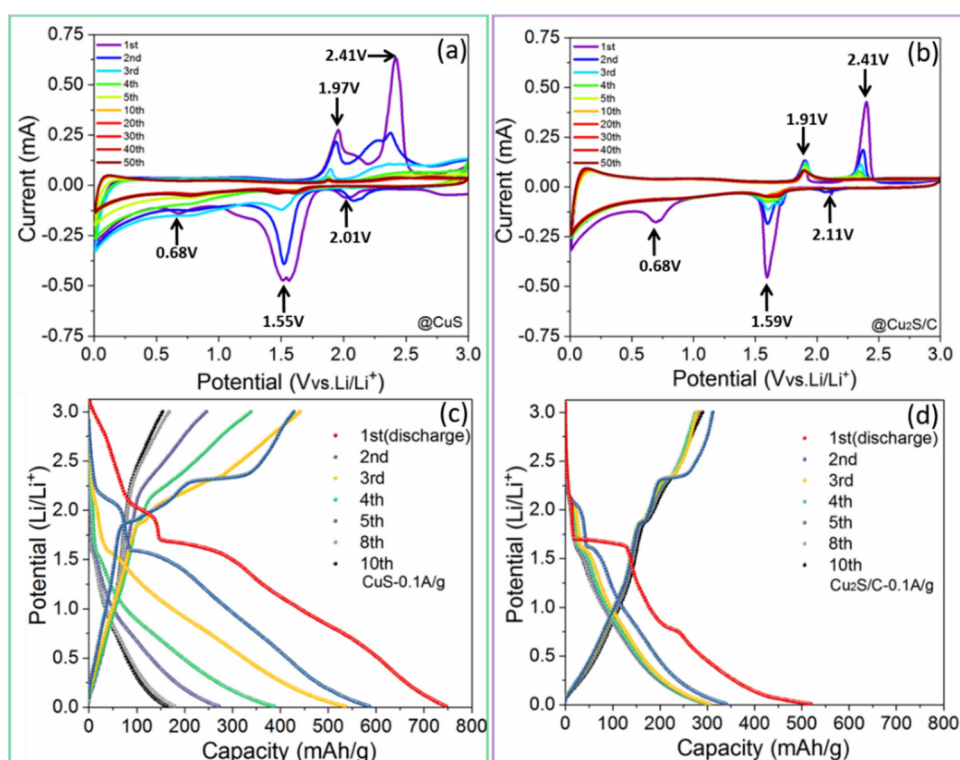 (a)
0.75
0.50
0.25
0.00
-0.25
-0.50
-0.75
Current (mA)
1st
2nd
3rd
4th
5th
10th
20th
30th
40th
50th
2.41V
1.97V
0.68V
2.01V
1.55V
@CuS
0.0 0.5 1.0 1.5 2.0 2.5 3.0
Potential (Vvs.Li/Li+)
(b)
0.75
0.50
0.25
0.00
-0.25
-0.50
-0.75
Current (mA)
1st
2nd
3rd
4th
5th
10th
20th
30th
40th
50th
2.41V
1.91V
0.68V
2.11V
1.59V
@Cu2S/C
0.0 0.5 1.0 1.5 2.0 2.5 3.0
Potential (Vvs.Li/Li+)
(c)
3.0
2.5
2.0
1.5
1.0
0.5
0.0
Potential (Li/Li+)
1st(discharge)
2nd
3rd
4th
5th
8th
10th
CuS-0.1A/g
0 100 200 300 400 500 600 700 800
Capacity (mAh/g)
(d)
3.0
2.5
2.0
1.5
1.0
0.5
0.0
Potential (Li/Li+)
1st(discharge)
2nd
3rd
4th
5th
8th
10th
Cu2S/C-0.1A/g
0 100 200 300 400 500 600 700 800
Capacity (mAh/g)